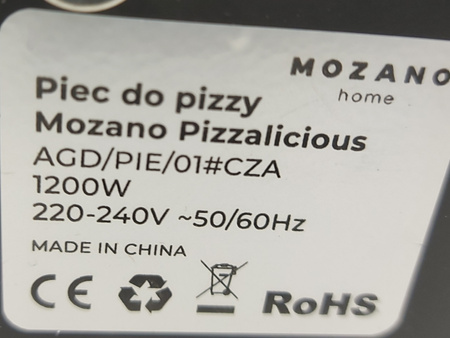 MOZANO
home
Piec do pizzy
Mozano Pizzalicious
AGD/PIE/01#CZA
1200W
220-240V ~50/60Hz
MADE IN CHINA
CE
RoHS